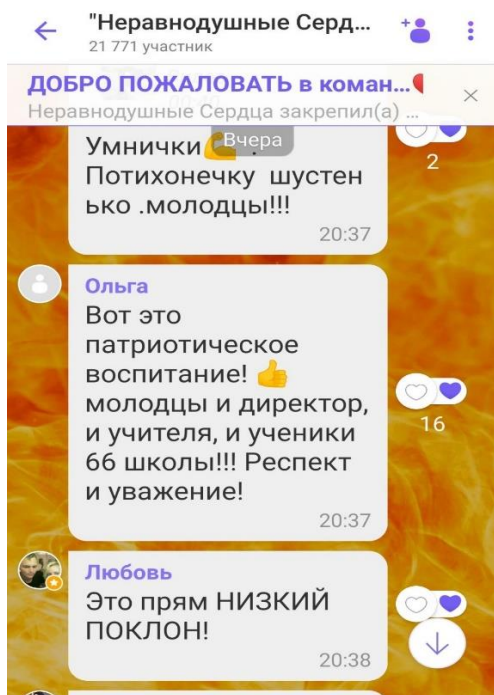 "Неравнодушные Серд...
21 771 участник
ДОБРО ПОЖАЛОВАТЬ в коман...
Неравнодушные Сердца закрепил(а) ...
Вчера
Умнички💪 .
Потихонечку шустен
ько .молодцы!!!
2
20:37
Ольга
Вот это
патриотическое
воспитание! 👍
молодцы и директор,
и учителя, и ученики
66 школы!!! Респект
и уважение!
16
20:37
Любовь
Это прям НИЗКИЙ
ПОКЛОН!
20:38